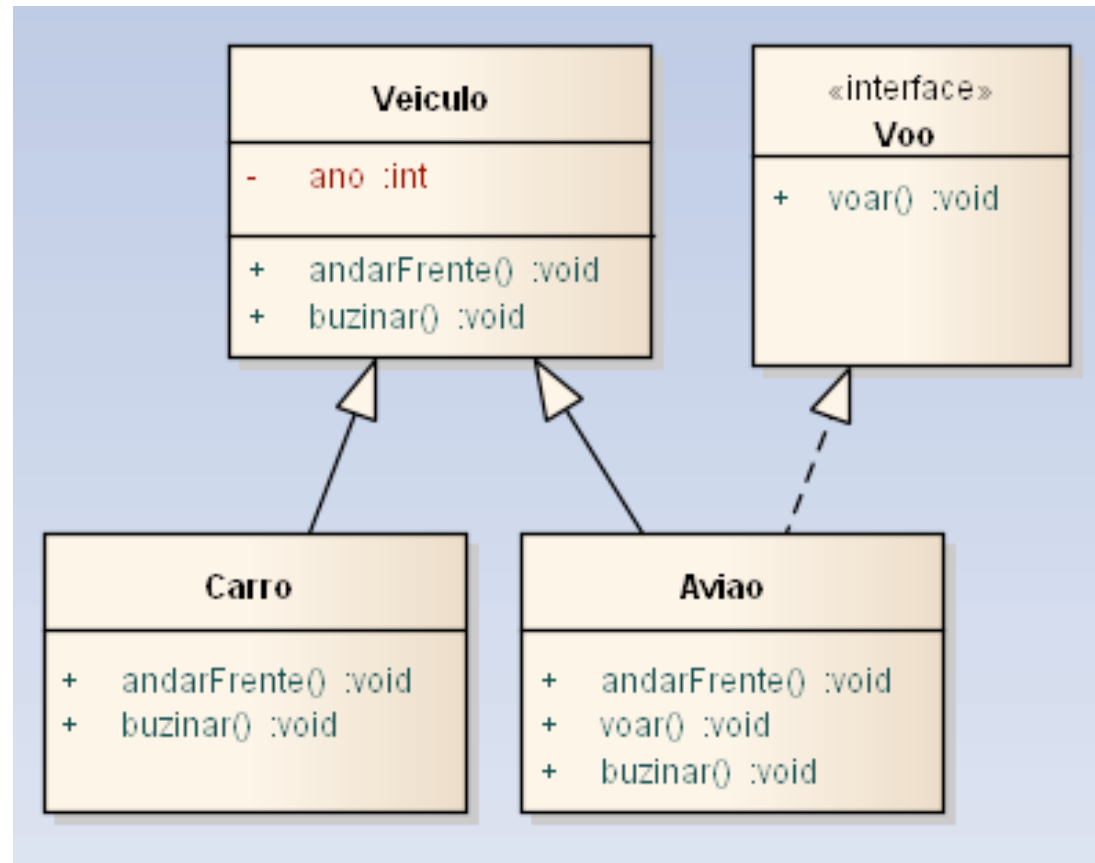 Veiculo
- ano :int
+ andarFrente() :void
+ buzinar() :void
«interface»
Voo
+ voar() :void
Carro
+ andarFrente() :void
+ buzinar() :void
Aviao
+ andarFrente() :void
+ voar() :void
+ buzinar() :void